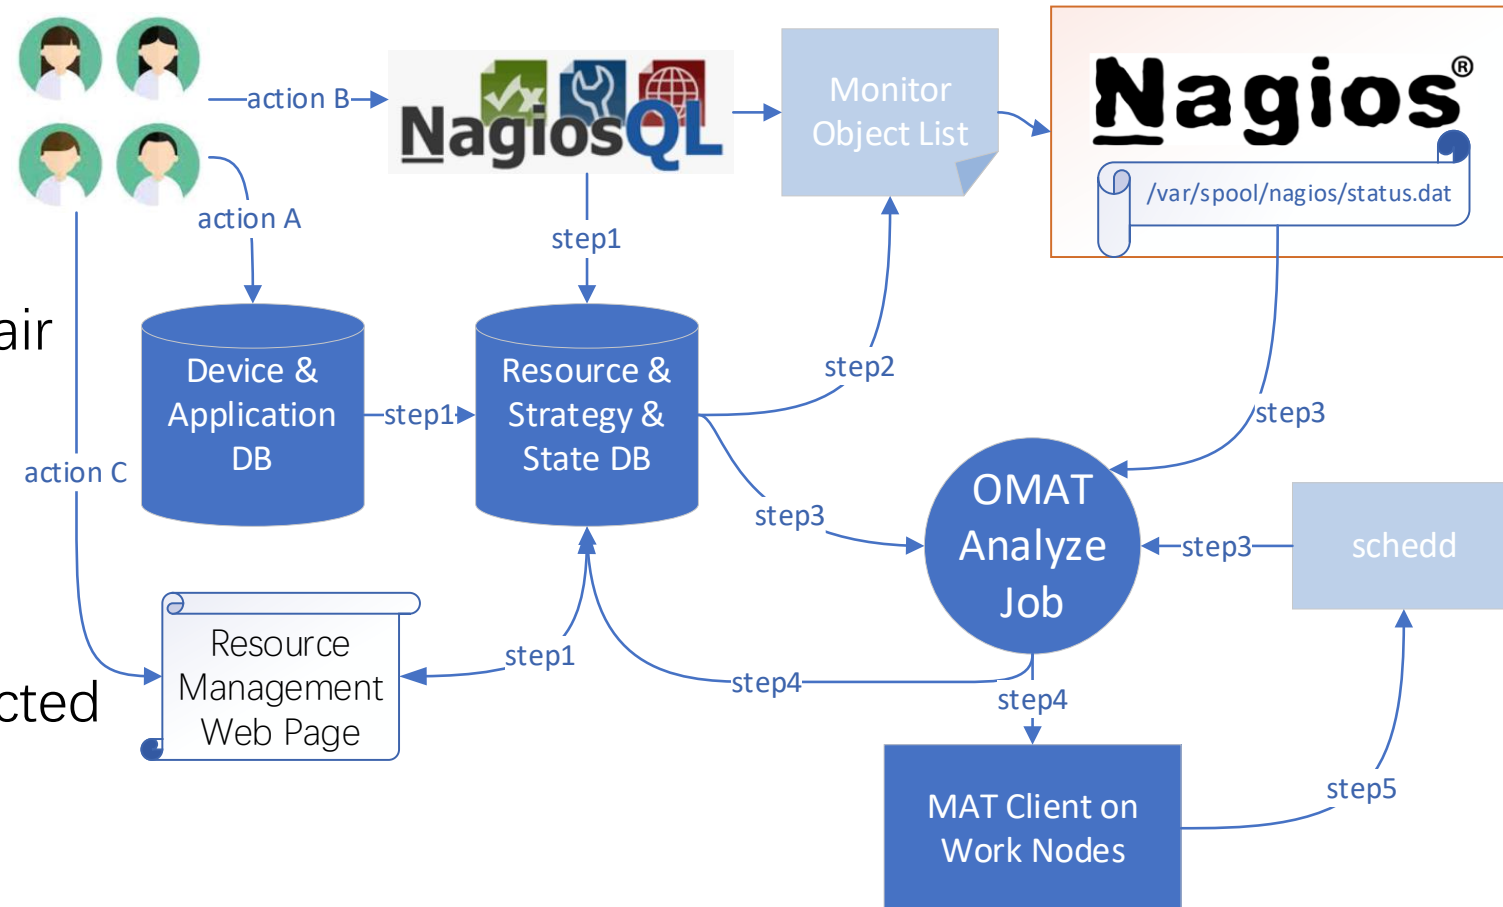 action B
NagiosQL
Monitor
Object List
Nagios®
/var/spool/nagios/status.dat
action A
step1
air
Device &
Application
DB
step1
Resource &
Strategy &
State DB
step2
step3
action C
step3
OMAT
Analyze
Job
step3
schedd
Resource
Management
Web Page
step1
step4
step4
cted
MAT Client on
Work Nodes
step5